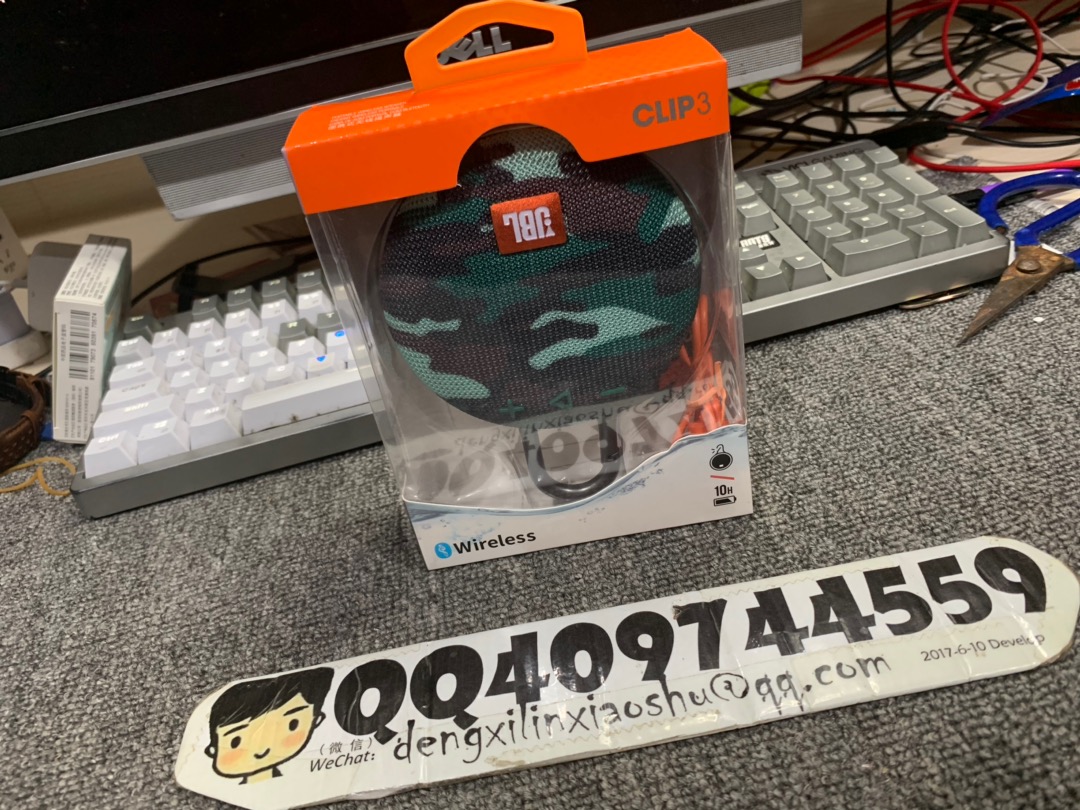 DELL
CLIP3
JBL
Wireless
10H
QQ409744559
2017-6-10 Develop
（微信）
WeChat：
dengxilinxiaoshu@qq.com